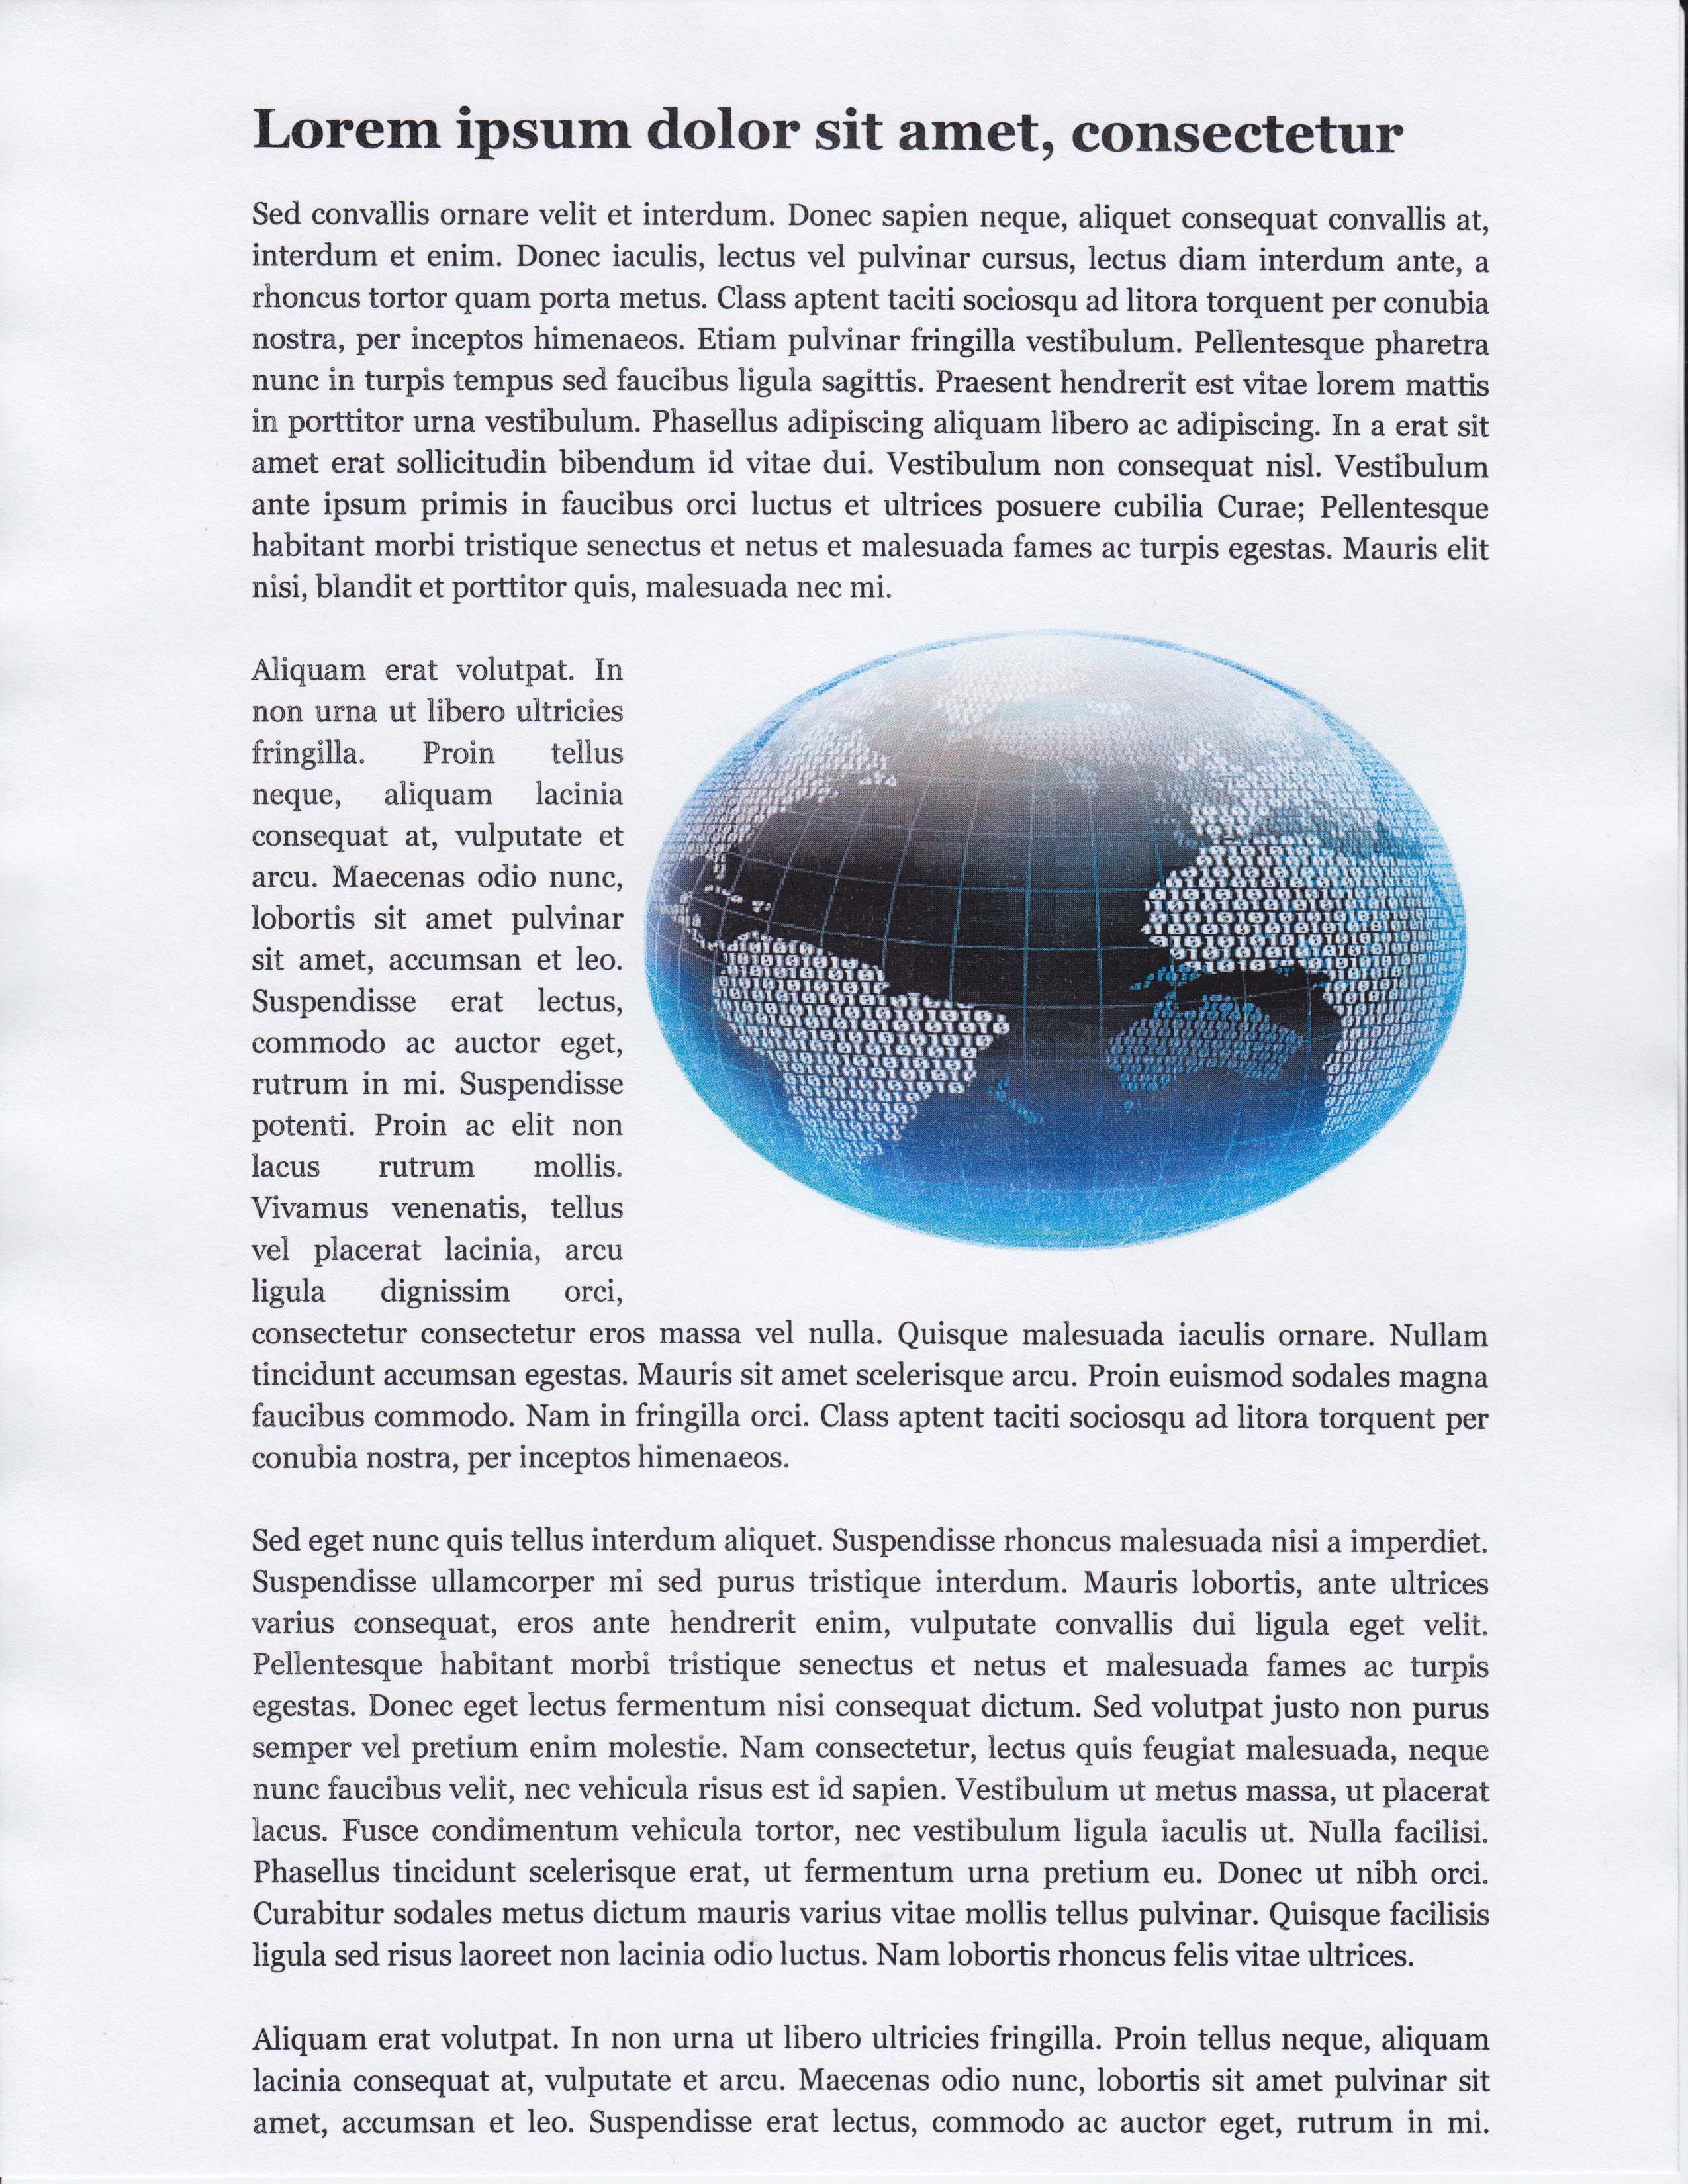 Lorem ipsum dolor sit amet, consectetur
Sed convallis ornare velit et interdum. Donec sapien neque, aliquet consequat convallis at,
interdum et enim. Donec iaculis, lectus vel pulvinar cursus, lectus diam interdum ante, a
rhoncus tortor quam porta metus. Class aptent taciti sociosqu ad litora torquent per conubia
nostra, per inceptos himenaeos. Etiam pulvinar fringilla vestibulum. Pellentesque pharetra
nunc in turpis tempus sed faucibus ligula sagittis. Praesent hendrerit est vitae lorem mattis
in porttitor urna vestibulum. Phasellus adipiscing aliquam libero ac adipiscing. In a erat sit
amet erat sollicitudin bibendum id vitae dui. Vestibulum non consequat nisl. Vestibulum
ante ipsum primis in faucibus orci luctus et ultrices posuere cubilia Curae; Pellentesque
habitant morbi tristique senectus et netus et malesuada fames ac turpis egestas. Mauris elit
nisi, blandit et porttitor quis, malesuada nec mi.
Aliquam erat volutpat. In
non urna ut libero ultricies
fringilla. Proin tellus
neque, aliquam lacinia
consequat at, vulputate et
arcu. Maecenas odio nunc,
lobortis sit amet pulvinar
sit amet, accumsan et leo.
Suspendisse erat lectus,
commodo ac auctor eget,
rutrum in mi. Suspendisse
potenti. Proin ac elit non
lacus rutrum mollis.
Vivamus venenatis, tellus
vel placerat lacinia, arcu
ligula dignissim orci,
consectetur consectetur eros massa vel nulla. Quisque malesuada iaculis ornare. Nullam
tincidunt accumsan egestas. Mauris sit amet scelerisque arcu. Proin euismod sodales magna
faucibus commodo. Nam in fringilla orci. Class aptent taciti sociosqu ad litora torquent per
conubia nostra, per inceptos himenaeos.
Sed eget nunc quis tellus interdum aliquet. Suspendisse rhoncus malesuada nisi a imperdiet.
Suspendisse ullamcorper mi sed purus tristique interdum. Mauris lobortis, ante ultrices
varius consequat, eros ante hendrerit enim, vulputate convallis dui ligula eget velit.
Pellentesque habitant morbi tristique senectus et netus et malesuada fames ac turpis
egestas. Donec eget lectus fermentum nisi consequat dictum. Sed volutpat justo non purus
semper vel pretium enim molestie. Nam consectetur, lectus quis feugiat malesuada, neque
nunc faucibus velit, nec vehicula risus est id sapien. Vestibulum ut metus massa, ut placerat
lacus. Fusce condimentum vehicula tortor, nec vestibulum ligula iaculis ut. Nulla facilisi.
Phasellus tincidunt scelerisque erat, ut fermentum urna pretium eu. Donec ut nibh orci.
Curabitur sodales metus dictum mauris varius vitae mollis tellus pulvinar. Quisque facilisis
ligula sed risus laoreet non lacinia odio luctus. Nam lobortis rhoncus felis vitae ultrices.
Aliquam erat volutpat. In non urna ut libero ultricies fringilla. Proin tellus neque, aliquam
lacinia consequat at, vulputate et arcu. Maecenas odio nunc, lobortis sit amet pulvinar sit
amet, accumsan et leo. Suspendisse erat lectus, commodo ac auctor eget, rutrum in mi.